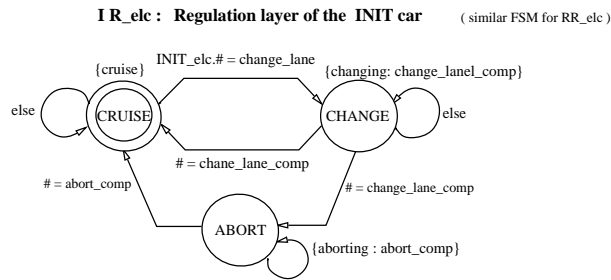 I R_elc : Regulation layer of the INIT car ( similar FSM for RR_elc )
INIT_elc.# = change_lane
{cruise}
{changing: change_lanel_comp}
else
CRUISE
CHANGE
else
# = chane_lane_comp
# = abort_comp
# = change_lane_comp
ABORT
{aborting : abort_comp}